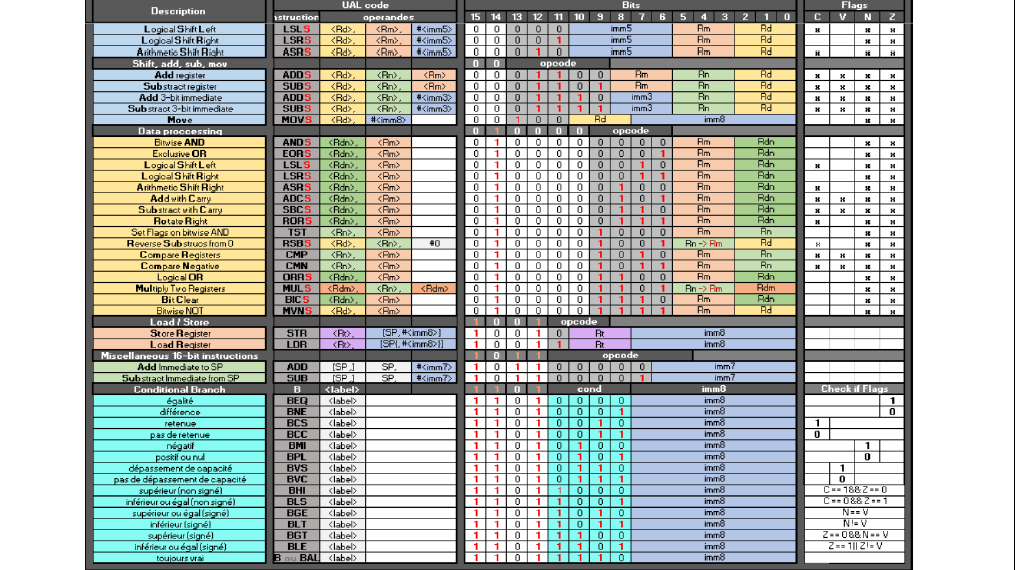 Description UAL code Bits Flags
nstruction operandes 15 14 13 12 11 10 9 8 7 6 5 4 3 2 1 0 C V N Z
Logical Shift Left LSLS <Rd>, <Rm>, #<imm5> 0 0 0 0 0 imm5 Rm Rd x x x
Logical Shift Right LSRS <Rd>, <Rm>, #<imm5> 0 0 0 0 1 imm5 Rm Rd x x
Arithmetic Shift Right ASRS <Rd>, <Rm>, #<imm5> 0 0 0 1 0 imm5 Rm Rd x x x
Shift, add, sub, mov 0 0 opcode
Add register ADDS <Rd>, <Rn>, <Rm> 0 0 0 1 1 0 0 Rm Rn Rd x x x x
Substract register SUBS <Rd>, <Rn>, <Rm> 0 0 0 1 1 0 1 Rm Rn Rd x x x x
Add 3-bit immediate ADDS <Rd>, <Rn>, #<imm3> 0 0 0 1 1 1 0 imm3 Rn Rd x x x x
Substract 3-bit immediate SUBS <Rd>, <Rn>, #<imm3> 0 0 0 1 1 1 1 imm3 Rn Rd x x x x
Move MOVS <Rd>, #<imm8> 0 0 1 0 0 Rd imm8 x x
Data proccessing 0 1 0 0 0 0 opcode
Bitwise AND ANDS <Rdn>, <Rm> 0 1 0 0 0 0 0 0 0 0 Rm Rdn x x
Exclusive OR EORS <Rdn>, <Rm> 0 1 0 0 0 0 0 0 0 1 Rm Rdn x x
Logical Shift Left LSLS <Rdn>, <Rm> 0 1 0 0 0 0 0 0 1 0 Rm Rdn x x x
Logical Shift Right LSRS <Rdn>, <Rm> 0 1 0 0 0 0 0 0 1 1 Rm Rdn x x
Arithmetic Shift Right ASRS <Rdn>, <Rm> 0 1 0 0 0 0 0 1 0 0 Rm Rdn x x x
Add with Carry ADCS <Rdn>, <Rm> 0 1 0 0 0 0 0 1 0 1 Rm Rdn x x x x
Substract with Carry SBCS <Rdn>, <Rm> 0 1 0 0 0 0 0 1 1 0 Rm Rdn x x x x
Rotate Right RORS <Rdn>, <Rm> 0 1 0 0 0 0 0 1 1 1 Rm Rdn x x x
Set Flags on bitwise AND TST <Rn>, <Rm> 0 1 0 0 0 0 1 0 0 0 Rm Rn x x
Reverse Substrucs from 0 RSBS <Rd>, <Rn>, #0 0 1 0 0 0 0 1 0 0 1 Rn -> Rm Rd x x x
Compare Registers CMP <Rn>, <Rm> 0 1 0 0 0 0 1 0 1 0 Rm Rn x x x x
Compare Negative CMN <Rn>, <Rm> 0 1 0 0 0 0 1 0 1 1 Rm Rn x x x x
Logical OR ORRS <Rdn>, <Rm> 0 1 0 0 0 0 1 1 0 0 Rm Rdn x x
Multiply Two Registers MULS <Rdm>, <Rn>, <Rdm> 0 1 0 0 0 0 1 1 0 1 Rn -> Rm Rdm x x
Bit Clear BICS <Rdn>, <Rm> 0 1 0 0 0 0 1 1 1 0 Rm Rdn x x
Bitwise NOT MVNS <Rd>, <Rm> 0 1 0 0 0 0 1 1 1 1 Rm Rd x x
Load / Store 1 0 0 1 opcode
Store Register STR <Rt>, [SP,#<imm8>] 1 0 0 1 0 Rt imm8
Load Register LDR <Rt>, [SP{,#<imm8>}] 1 0 0 1 1 Rt imm8
Miscellaneous 16-bit instructions 1 0 1 1 opcode
Add Immediate to SP ADD [SP,] SP, #<imm7> 1 0 1 1 0 0 0 0 0 imm7
Substract Immediate from SP SUB [SP,] SP, #<imm7> 1 0 1 1 0 0 0 0 1 imm7
Conditional Branch B <label> 1 1 0 1 cond imm8 Check if Flags
égalité BEQ <label> 1 1 0 1 0 0 0 0 imm8 1
différence BNE <label> 1 1 0 1 0 0 0 1 imm8 0
retenue BCS <label> 1 1 0 1 0 0 1 0 imm8 1
pas de retenue BCC <label> 1 1 0 1 0 0 1 1 imm8 0
négatif BMI <label> 1 1 0 1 0 1 0 0 imm8 1
positif ou nul BPL <label> 1 1 0 1 0 1 0 1 imm8 0
dépassement de capacité BVS <label> 1 1 0 1 0 1 1 0 imm8 1
pas de dépassement de capacité BVC <label> 1 1 0 1 0 1 1 1 imm8 0
supérieur (non signé) BHI <label> 1 1 0 1 1 0 0 0 imm8 C == 1 && Z == 0
inférieur ou égal (non signé) BLS <label> 1 1 0 1 1 0 0 1 imm8 C == 0 && Z == 1
supérieur ou égal (signé) BGE <label> 1 1 0 1 1 0 1 0 imm8 N == V
inférieur (signé) BLT <label> 1 1 0 1 1 0 1 1 imm8 N != V
supérieur (signé) BGT <label> 1 1 0 1 1 1 0 0 imm8 Z == 0 && N == V
inférieur ou égal (signé) BLE <label> 1 1 0 1 1 1 0 1 imm8 Z == 1 || Z != V
toujours vrai B ou BAL <label> 1 1 0 1 1 1 1 0 imm8